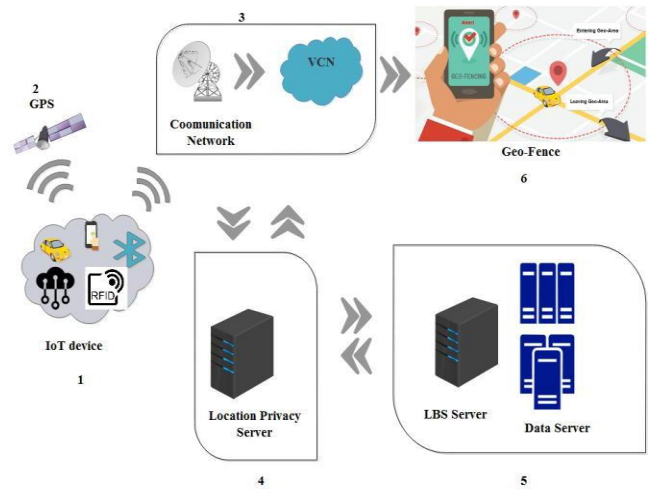 3
VCN
Coomunication
Network
2
GPS
Alert
GEO-FENCING
Entering Geo-Area
Leaving Geo-Area
Geo-Fence
6
RFID
IoT device
1
Location Privacy
Server
4
LBS Server
Data Server
5